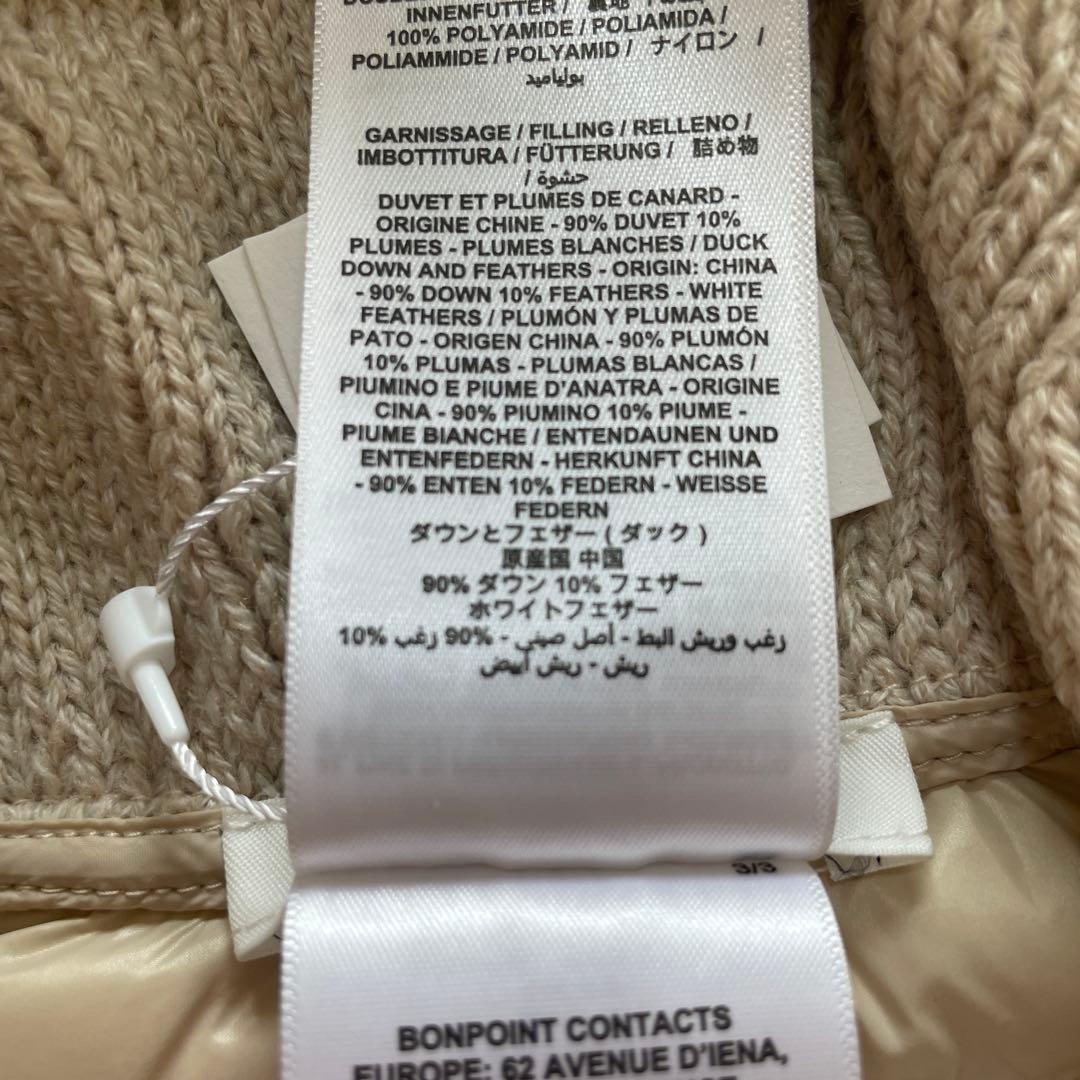 INNENFUTTER / 裏地
100% POLYAMIDE / POLIAMIDA /
POLIAMMIDE / POLYAMID / ナイロン /
بولياميد
GARNISSAGE / FILLING / RELLENO /
IMBOTTITURA / FÜTTERUNG / 詰め物
/ حشوة
DUVET ET PLUMES DE CANARD -
ORIGINE CHINE - 90% DUVET 10%
PLUMES - PLUMES BLANCHES / DUCK
DOWN AND FEATHERS - ORIGIN: CHINA
- 90% DOWN 10% FEATHERS - WHITE
FEATHERS / PLUMÓN Y PLUMAS DE
PATO - ORIGEN CHINA - 90% PLUMÓN
10% PLUMAS - PLUMAS BLANCAS /
PIUMINO E PIUME D'ANATRA - ORIGINE
CINA - 90% PIUMINO 10% PIUME -
PIUME BIANCHE / ENTENDAUNEN UND
ENTENFEDERN - HERKUNFT CHINA
- 90% ENTEN 10% FEDERN - WEISSE
FEDERN
ダウンとフェザー ( ダック )
原産国 中国
90% ダウン 10% フェザー
ホワイトフェザー
رغب وريش البط - أصل صيني - 90% رغب 10%
ريش - ريش أبيض
3/3
BONPOINT CONTACTS
EUROPE: 62 AVENUE D'IENA,